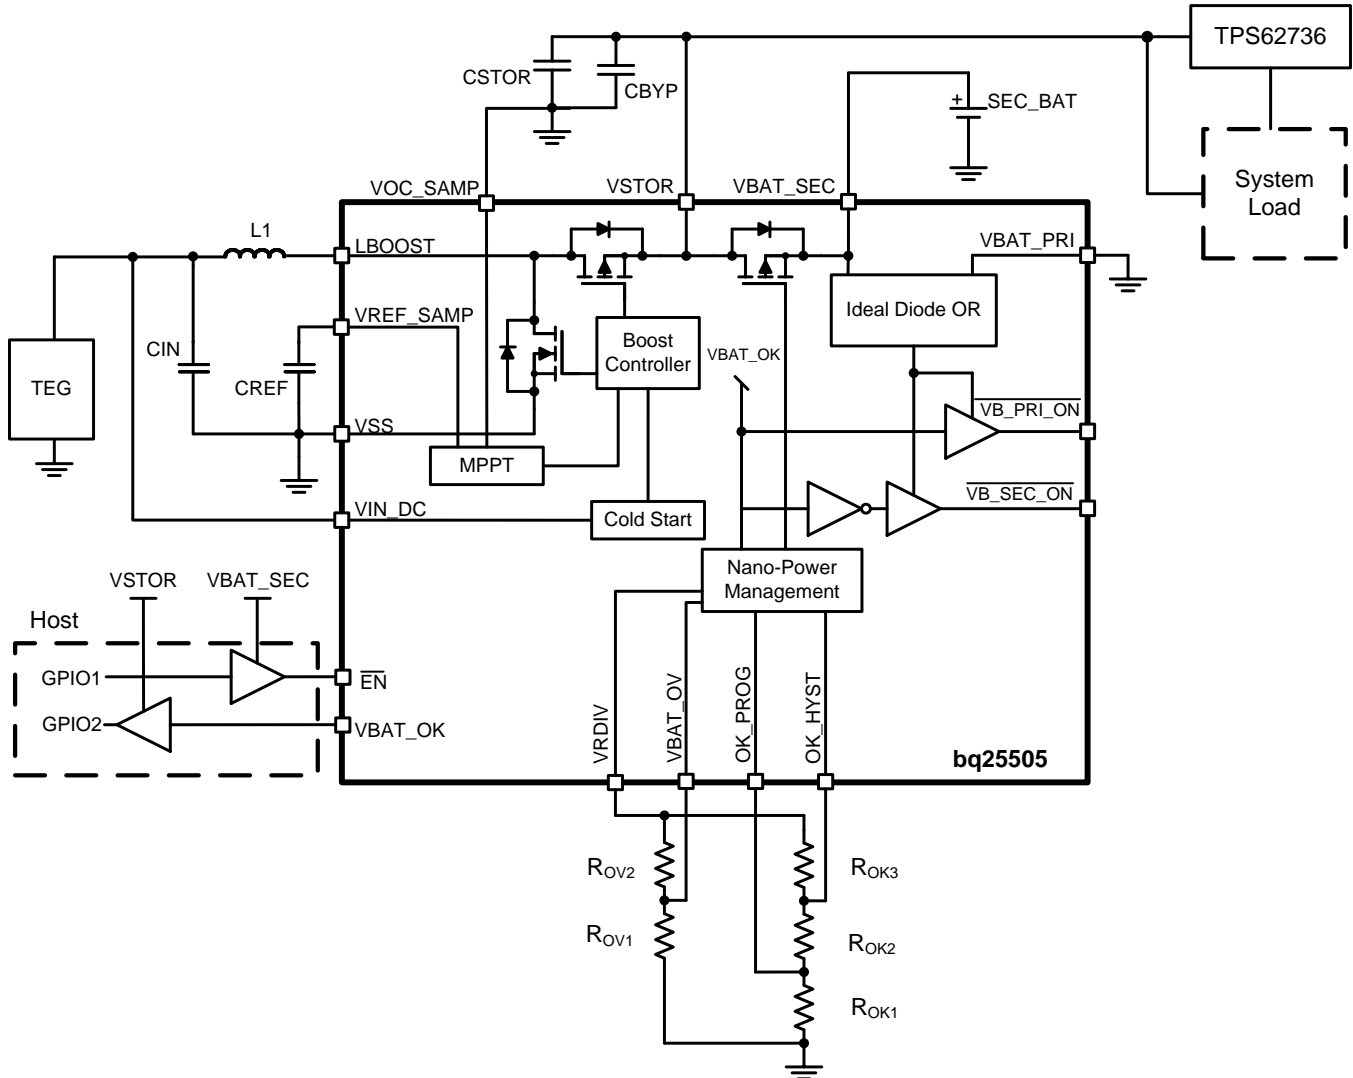 TPS62736
CSTOR
CBYP
+
SEC_BAT
System
Load
VOC_SAMP
VSTOR
VBAT_SEC
L1
LBOOST
VBAT_PRI
Ideal Diode OR
VREF_SAMP
CIN
Boost
Controller
VBAT_OK
TEG
CREF
VB_PRI_ON
VSS
MPPT
VB_SEC_ON
VIN_DC
Cold Start
Nano-Power
Management
VSTOR
VBAT_SEC
Host
GPIO1
EN
GPIO2
VBAT_OK
VRDIV
VBAT_OV
OK_PROG
OK_HYST
bq25505
ROV2
ROK3
ROV1
ROK2
ROK1